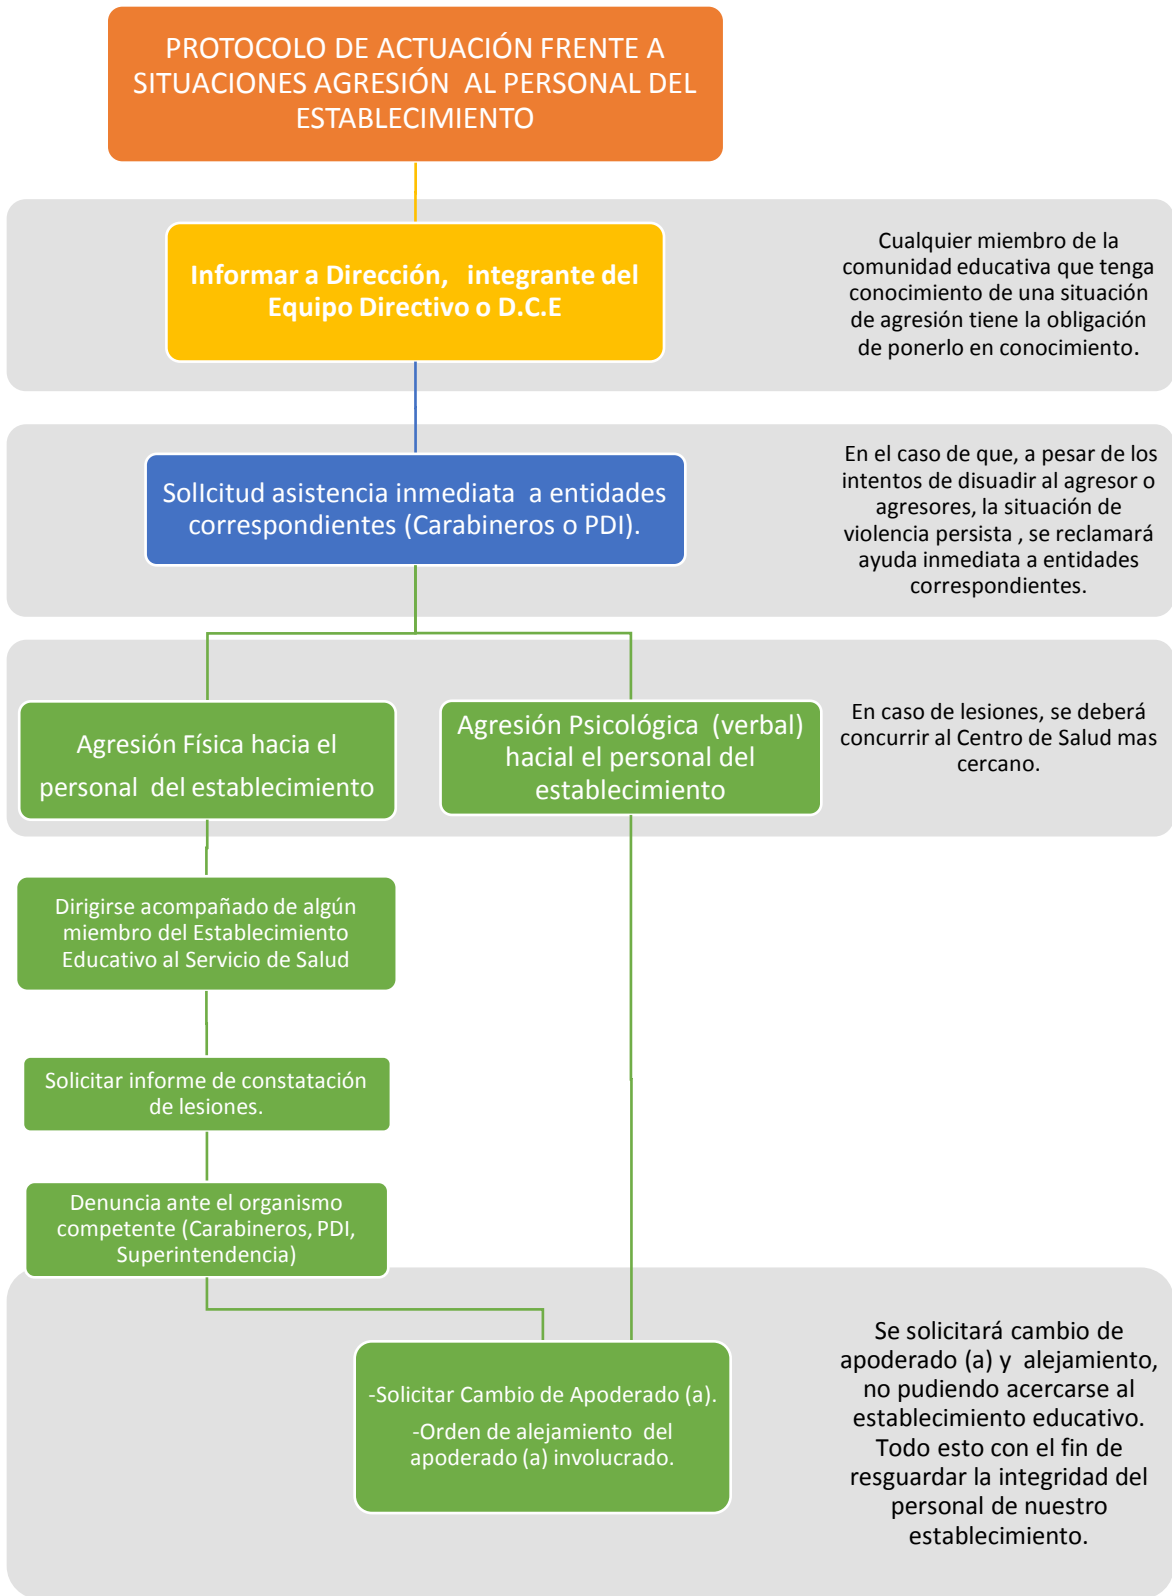 PROTOCOLO DE ACTUACIÓN FRENTE A
SITUACIONES AGRESIÓN AL PERSONAL DEL
ESTABLECIMIENTO
Informar a Dirección, integrante del
Equipo Directivo o D.C.E
Cualquier miembro de la
comunidad educativa que tenga
conocimiento de una situación
de agresión tiene la obligación
de ponerlo en conocimiento.
SolIcitud asistencia inmediata a entidades
correspondientes (Carabineros o PDI).
En el caso de que, a pesar de los
intentos de disuadir al agresor o
agresores, la situación de
violencia persista , se reclamará
ayuda inmediata a entidades
correspondientes.
Agresión Física hacia el
personal del establecimiento
Agresión Psicológica (verbal)
hacial el personal del
establecimiento
En caso de lesiones, se deberá
concurrir al Centro de Salud mas
cercano.
Dirigirse acompañado de algún
miembro del Establecimiento
Educativo al Servicio de Salud
Solicitar informe de constatación
de lesiones.
Denuncia ante el organismo
competente (Carabineros, PDI,
Superintendencia)
-Solicitar Cambio de Apoderado (a).
-Orden de alejamiento del
apoderado (a) involucrado.
Se solicitará cambio de
apoderado (a) y alejamiento,
no pudiendo acercarse al
establecimiento educativo.
Todo esto con el fin de
resguardar la integridad del
personal de nuestro
establecimiento.